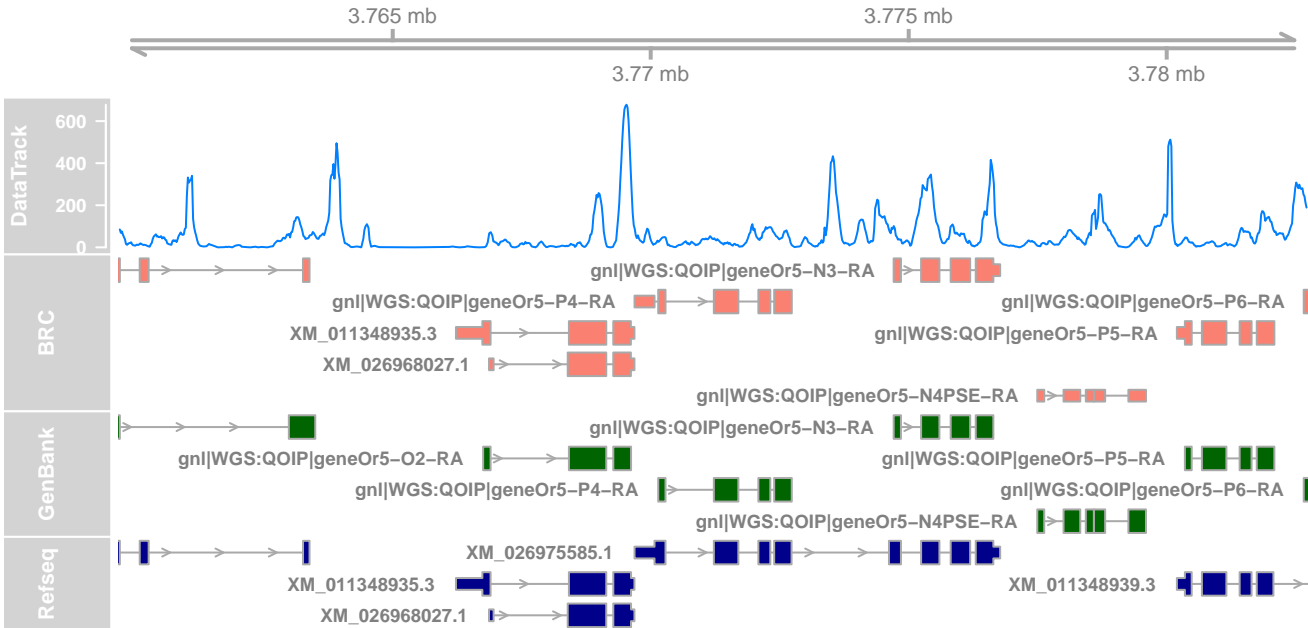 3.765 mb 3.775 mb
3.77 mb 3.78 mb
DataTrack
600
400
200
0
BRC
gnl|WGS:QOIP|geneOr5−N3−RA
gnl|WGS:QOIP|geneOr5−P4−RA gnl|WGS:QOIP|geneOr5−P6−RA
XM_011348935.3 gnl|WGS:QOIP|geneOr5−P5−RA
XM_026968027.1
gnl|WGS:QOIP|geneOr5−N4PSE−RA
GenBank
gnl|WGS:QOIP|geneOr5−N3−RA
gnl|WGS:QOIP|geneOr5−O2−RA gnl|WGS:QOIP|geneOr5−P5−RA
gnl|WGS:QOIP|geneOr5−P4−RA gnl|WGS:QOIP|geneOr5−P6−RA
gnl|WGS:QOIP|geneOr5−N4PSE−RA
Refseq
XM_026975585.1
XM_011348935.3 XM_011348939.3
XM_026968027.1